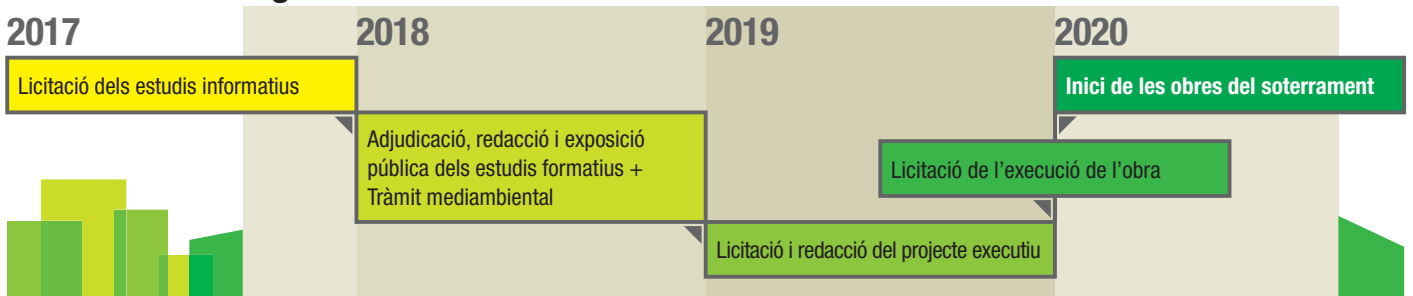 2017
2018
2019
2020
Licitació dels estudis informatius
Adjudicació, redacció i exposició
pública dels estudis formatius +
Tràmit mediambiental
Licitació i redacció del projecte executiu
Licitació de l’execució de l’obra
Inici de les obres del soterrament